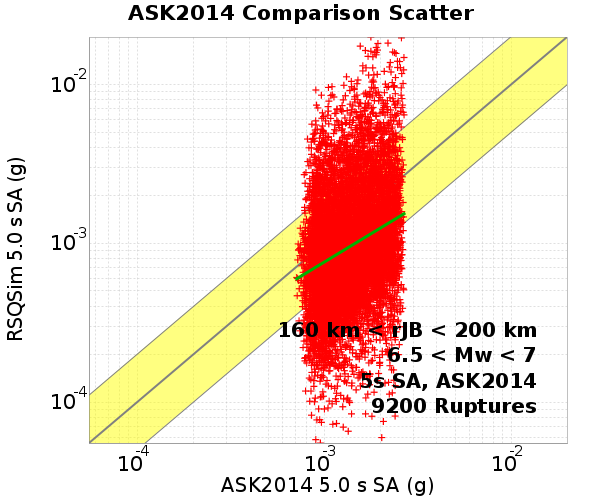 ASK2014 Comparison Scatter
RSQSim 5.0 s SA (g)
10-2
10-3
10-4
160 km < rJB < 200 km
6.5 < Mw < 7
5s SA, ASK2014
9200 Ruptures
10-4 10-3 10-2
ASK2014 5.0 s SA (g)